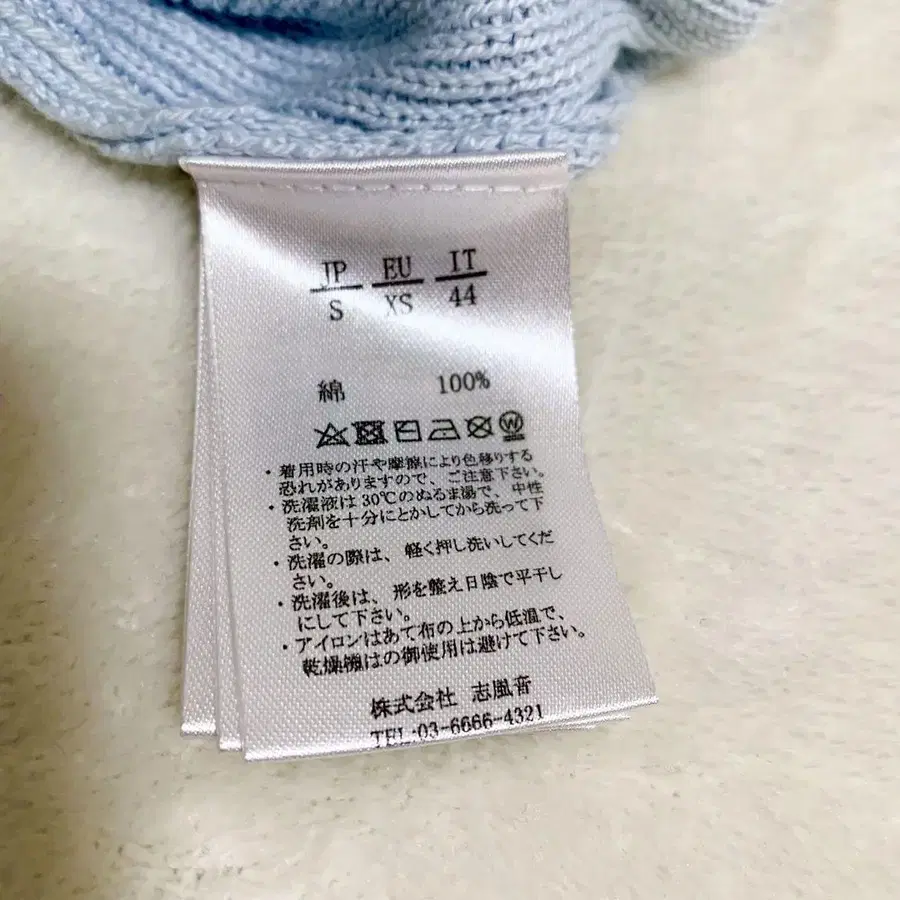 JP EU IT
S XS 44
綿 100%
・着用時の汗や摩擦により色移りする
恐れがありますので、ご注意下さい。
・洗濯液は30℃のぬるま湯で、中性
洗剤を十分にとかしてから洗って下
さい。
・洗濯の際は、軽く押し洗いしてくだ
さい。
・洗濯後は、形を整え日陰で平干し
にして下さい。
・アイロンはあて布の上から低温で、
乾燥機はの御使用は避けて下さい。
株式会社 志風音
TEL:03-6666-4321